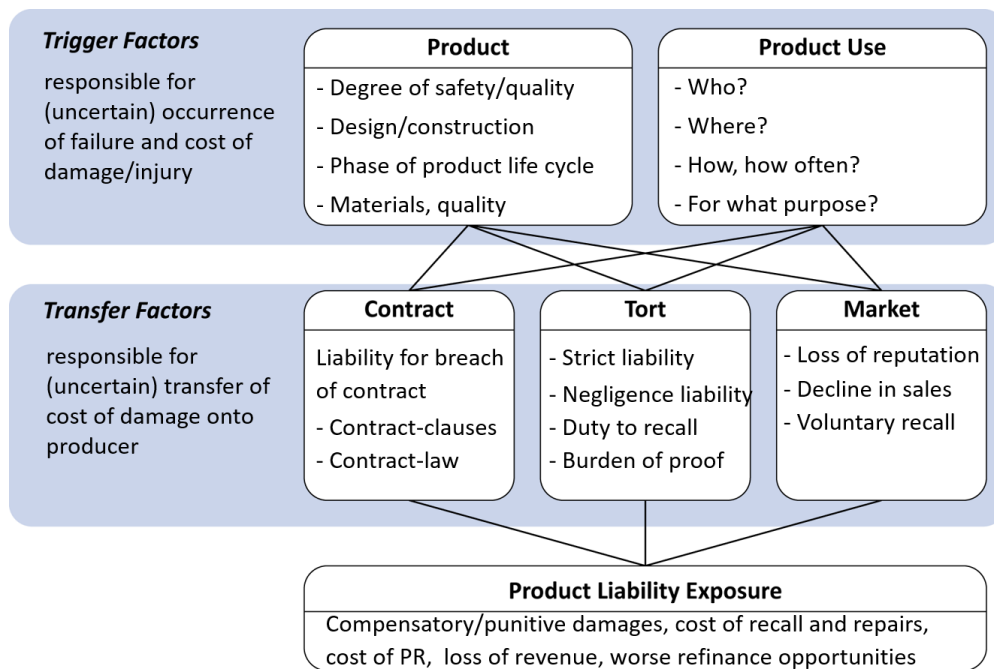 Trigger Factors
responsible for
(uncertain) occurrence
of failure and cost of
damage/injury
Product
- Degree of safety/quality
- Design/construction
- Phase of product life cycle
- Materials, quality
Product Use
- Who?
- Where?
- How, how often?
- For what purpose?
Transfer Factors
responsible for
(uncertain) transfer of
cost of damage onto
producer
Contract
Liability for breach
of contract
- Contract-clauses
- Contract-law
Tort
- Strict liability
- Negligence liability
- Duty to recall
- Burden of proof
Market
- Loss of reputation
- Decline in sales
- Voluntary recall
Product Liability Exposure
Compensatory/punitive damages, cost of recall and repairs,
cost of PR, loss of revenue, worse refinance opportunities